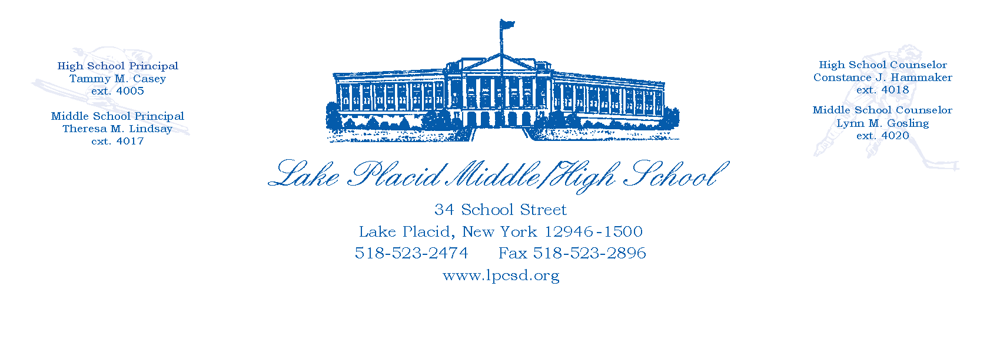 High School Principal
Tammy M. Casey
ext. 4005
Middle School Principal
Theresa M. Lindsay
ext. 4017
High School Counselor
Constance J. Hammaker
ext. 4018
Middle School Counselor
Lynn M. Gosling
ext. 4020
Lake Placid Middle/High School
34 School Street
Lake Placid, New York 12946-1500
518-523-2474 Fax 518-523-2896
www.lpcsd.org